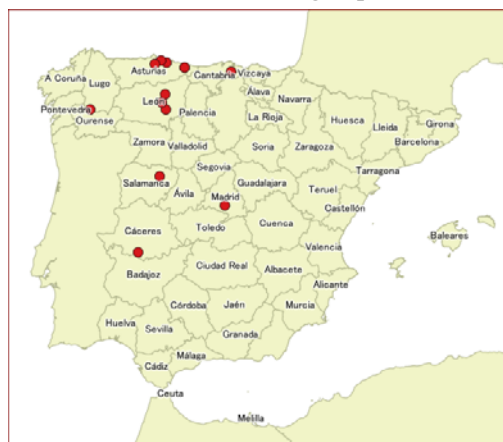 A Coruña
Lugo
Asturias
Cantabria
Vizcaya
Álava
Navarra
Pontevedra
Ourense
León
Palencia
La Rioja
Huesca
Lleida
Girona
Barcelona
Zamora
Valladolid
Soria
Zaragoza
Tarragona
Segovia
Salamanca
Ávila
Madrid
Guadalajara
Teruel
Castellón
Cáceres
Toledo
Cuenca
Valencia
Baleares
Badajoz
Ciudad Real
Albacete
Alicante
Córdoba
Jaén
Murcia
Huelva
Sevilla
Granada
Málaga
Cádiz
Ceuta
Melilla